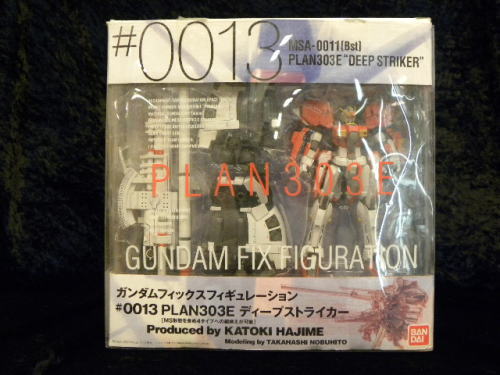 #0013
MSA-0011[Bst]
PLAN303E "DEEP STRIKER"
PLAN303E
GUNDAM FIX FIGURATION
ガンダムフィックスフィギュレーション
#0013 PLAN303E ディープストライカー
Produced by KATOKI HAJIME
Modeling by TAKAHASHI NOBUHITO
BAN
DAI